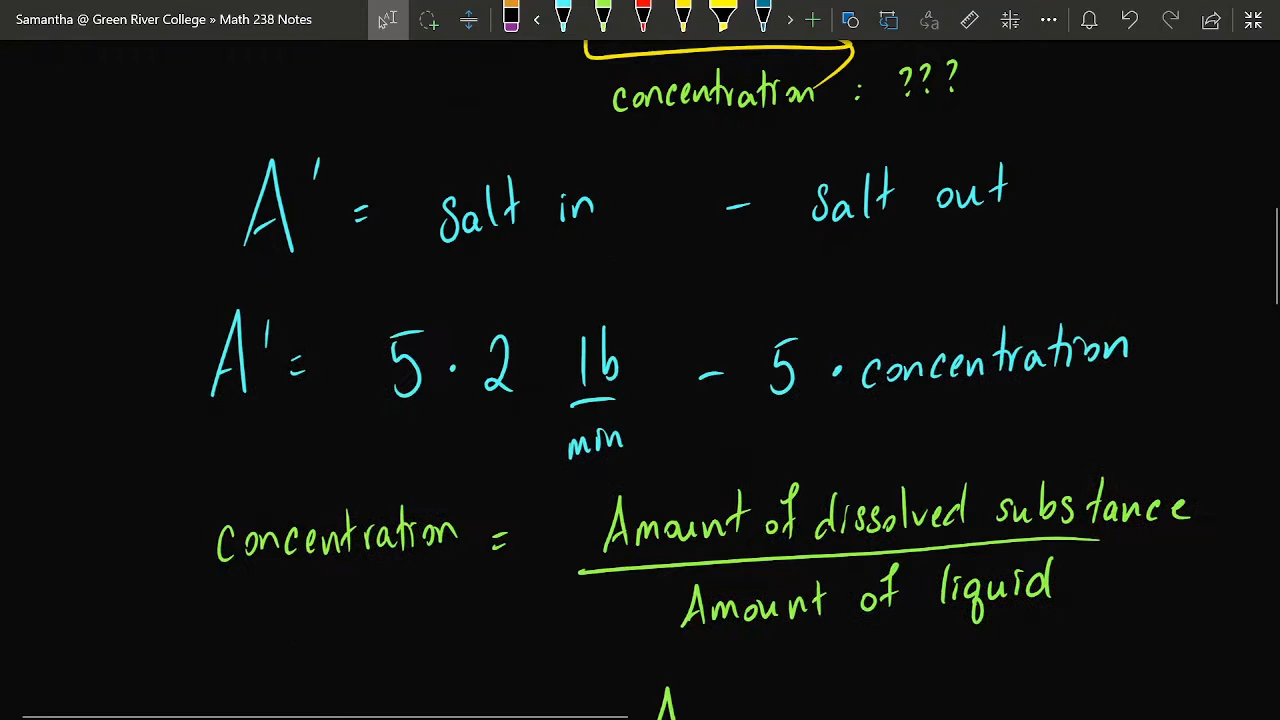 Samantha @ Green River College » Math 238 Notes
concentration : ???
A' = salt in - salt out
A' = 5 · 2 lb/min - 5 · concentration
concentration = Amount of dissolved substance
Amount of liquid
A